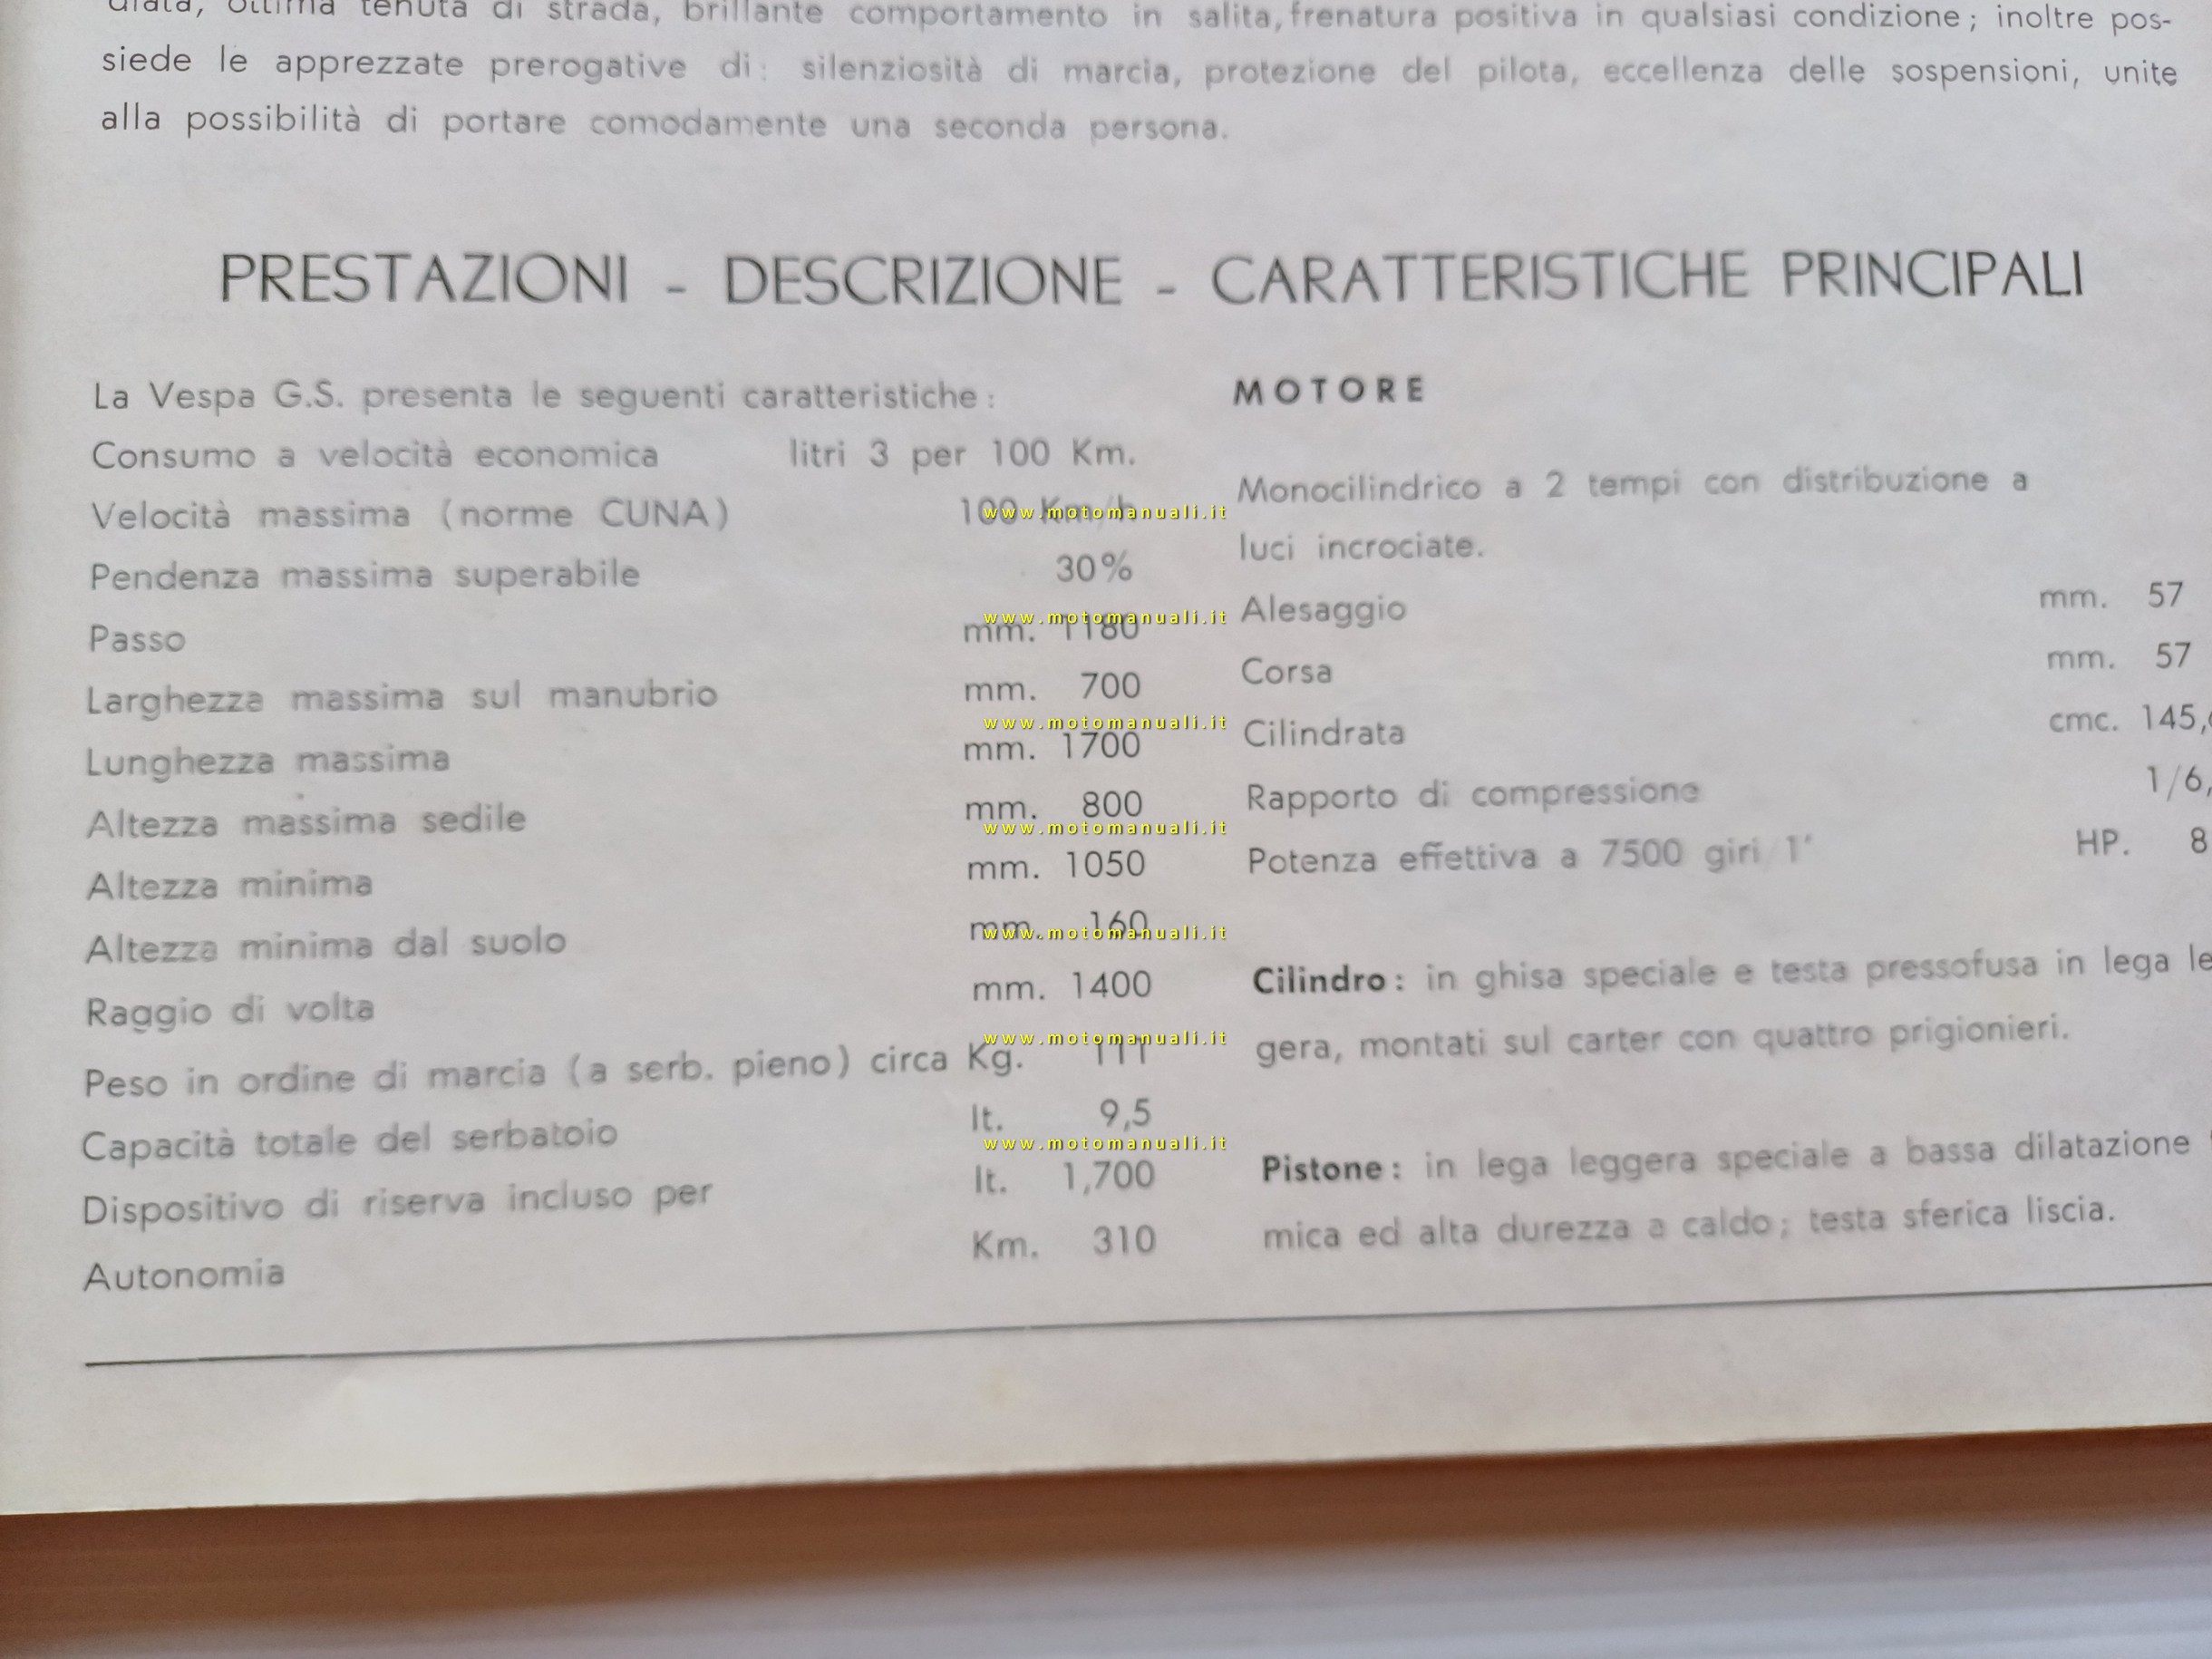 ottima tenuta di strada, brillante comportamento in salita, frenatura positiva in qualsiasi condizione; inoltre pos-
siede le apprezzate prerogative di: silenziosità di marcia, protezione del pilota, eccellenza delle sospensioni, unite
alla possibilità di portare comodamente una seconda persona.
PRESTAZIONI - DESCRIZIONE - CARATTERISTICHE PRINCIPALI
La Vespa G.S. presenta le seguenti caratteristiche:
Consumo a velocità economica litri 3 per 100 Km.
Velocità massima (norme CUNA) 100 Km/h
Pendenza massima superabile 30%
Passo mm. 1180
Larghezza massima sul manubrio mm. 700
Lunghezza massima mm. 1700
Altezza massima sedile mm. 800
Altezza minima mm. 1050
Altezza minima dal suolo mm. 160
Raggio di volta mm. 1400
Peso in ordine di marcia (a serb. pieno) circa Kg. 111
Capacità totale del serbatoio lt. 9,5
Dispositivo di riserva incluso per lt. 1,700
Autonomia Km. 310
MOTORE
Monocilindrico a 2 tempi con distribuzione a
luci incrociate.
Alesaggio mm. 57
Corsa mm. 57
Cilindrata cmc. 145,
Rapporto di compressione 1/6,
Potenza effettiva a 7500 giri/1' HP. 8
Cilindro: in ghisa speciale e testa pressofusa in lega le
gera, montati sul carter con quattro prigionieri.
Pistone: in lega leggera speciale a bassa dilatazione
mica ed alta durezza a caldo; testa sferica liscia.
www.motomanuali.it
www.motomanuali.it
www.motomanuali.it
www.motomanuali.it
www.motomanuali.it
www.motomanuali.it
www.motomanuali.it